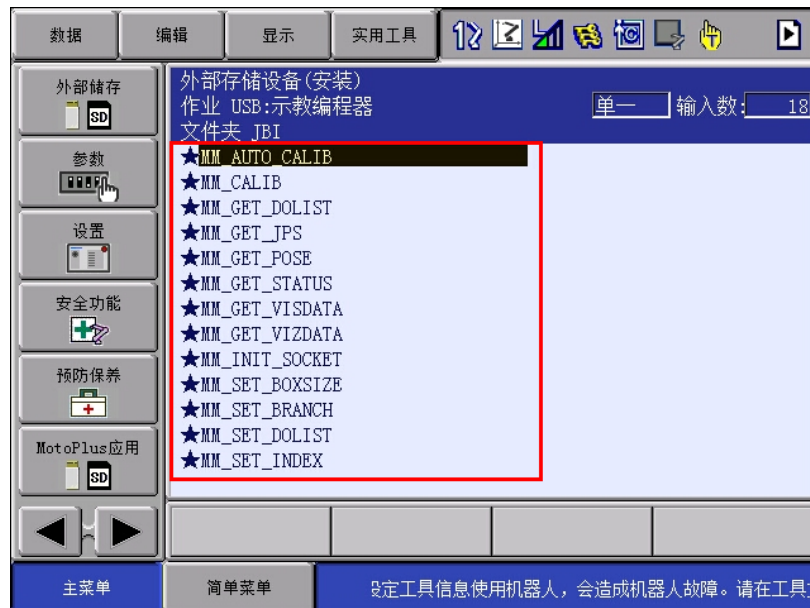 数据 编辑 显示 实用工具
外部储存
SD
参数
设置
安全功能
预防保养
MotoPlus应用
SD
外部存储设备(安装)
作业 USB:示教编程器 单一 输入数: 18
文件夹 JBI
★MM_AUTO_CALIB
★MM_CALIB
★MM_GET_DOLIST
★MM_GET_JPS
★MM_GET_POSE
★MM_GET_STATUS
★MM_GET_VISDATA
★MM_GET_VIZDATA
★MM_INIT_SOCKET
★MM_SET_BOXSIZE
★MM_SET_BRANCH
★MM_SET_DOLIST
★MM_SET_INDEX
主菜单 简单菜单 设定工具信息使用机器人，会造成机器人故障。请在工具